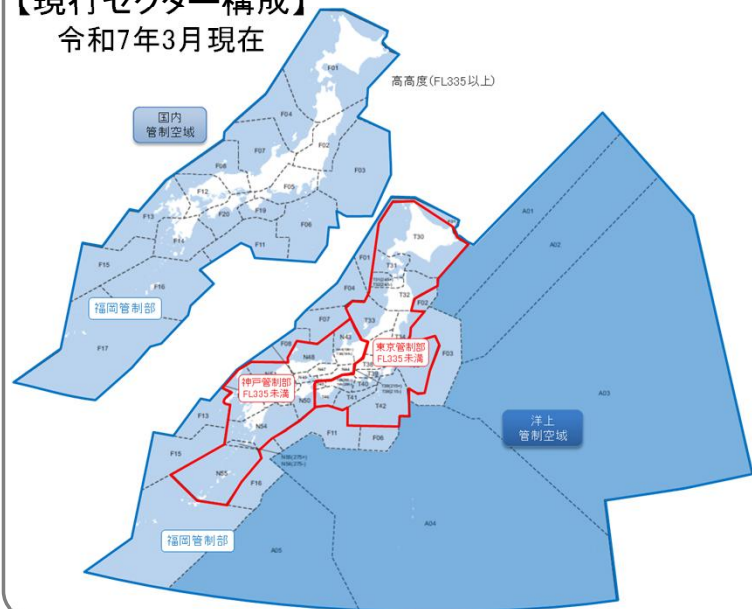 【現行セクター構成】
令和7年3月現在
高高度(FL335以上)
国内
管制空域
F01
F04
F02
F07
F03
F08
F05
F12
F20
F19
F06
F13
F14
F11
F15
F16
福岡管制部
F17
T30
A01
A02
T31
F01
T32
F04
F02
T33
F07
T34
N43
F08
東京管制部
FL335未満
F03
N48
神戸管制部
FL335未満
A03
N50
T41
T42
F13
N54
F11
F06
洋上
管制空域
F15
N55
F16
A04
福岡管制部
A05